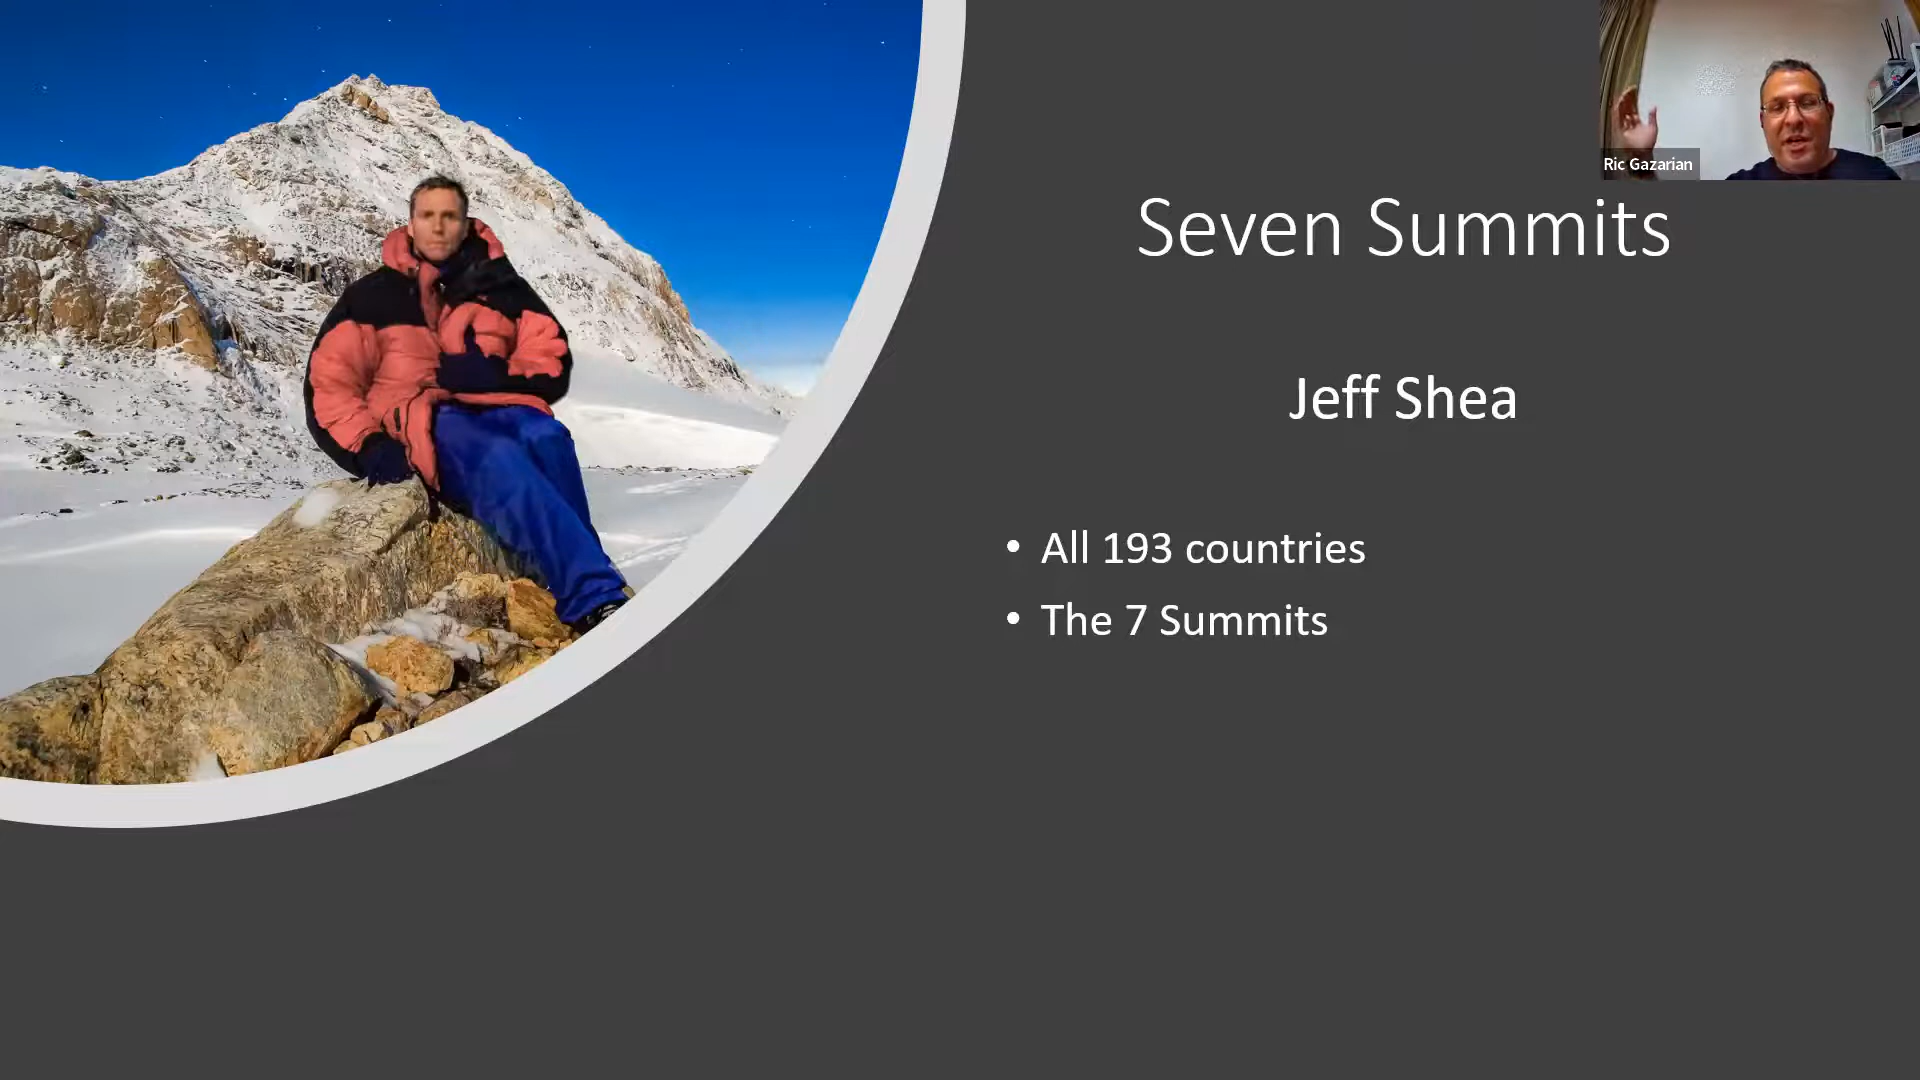 Ric Gazarian
Seven Summits
Jeff Shea
• All 193 countries
• The 7 Summits